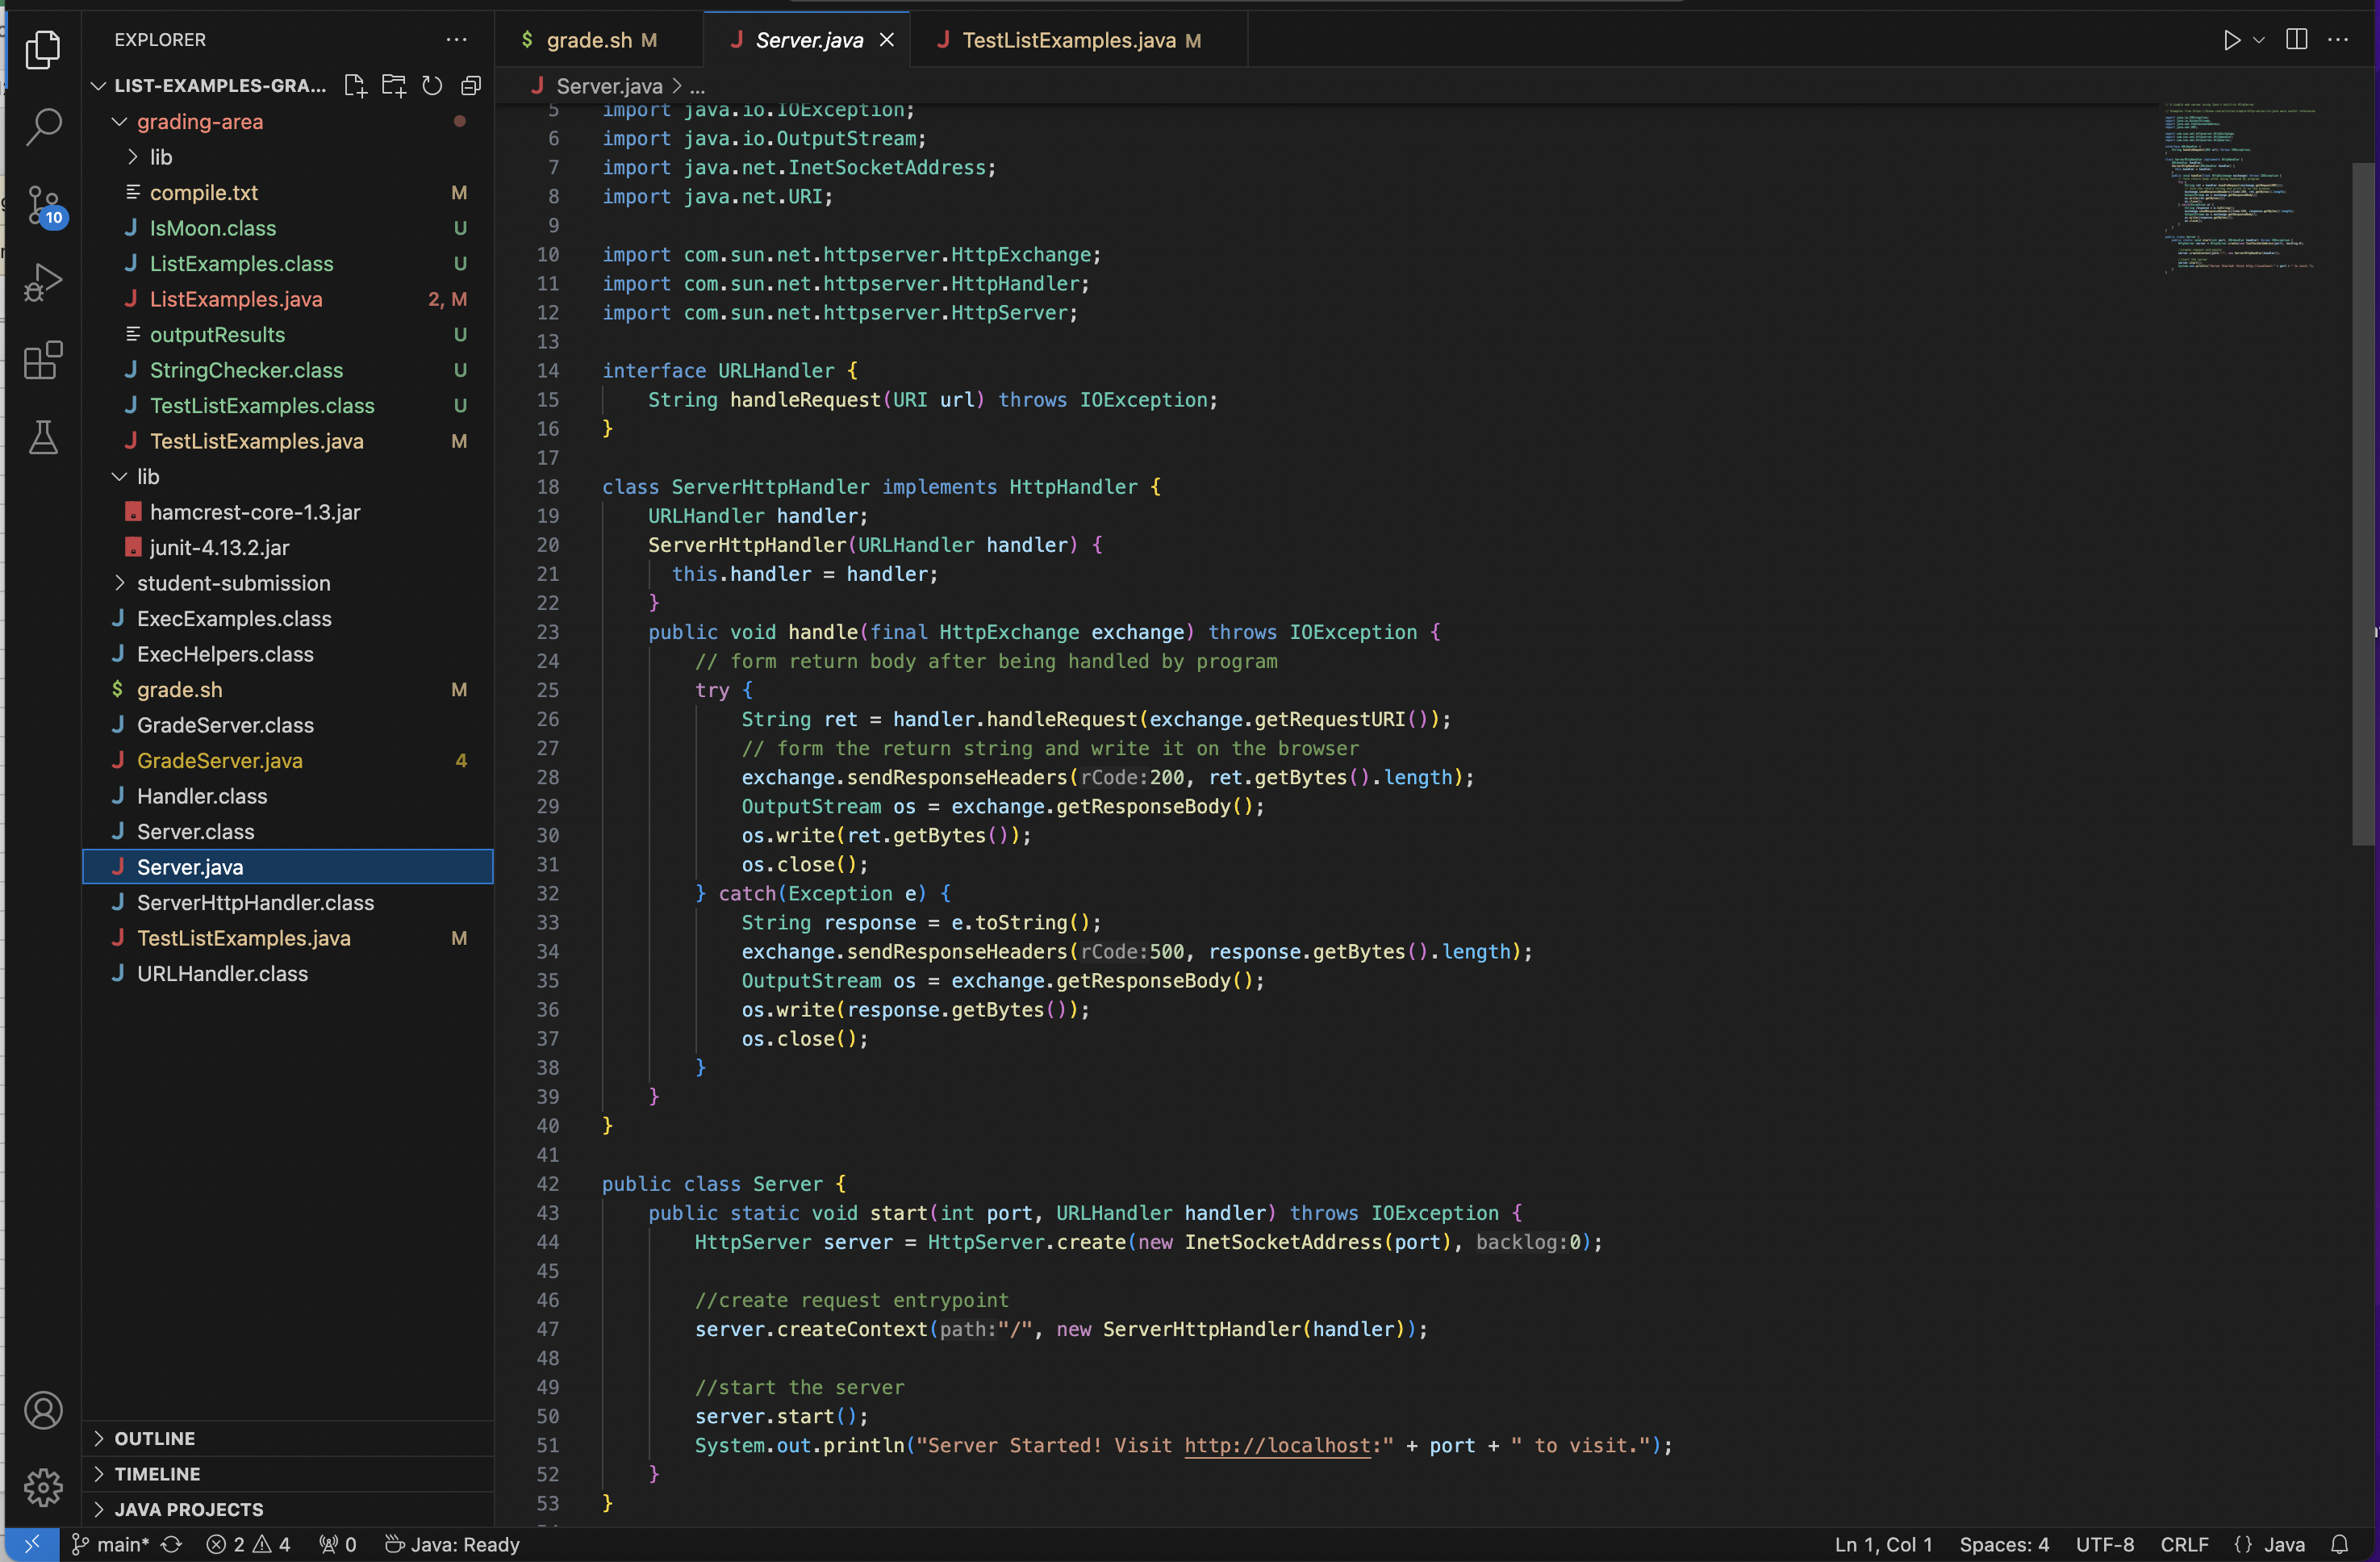 EXPLORER
LIST-EXAMPLES-GRA...
grading-area
lib
compile.txt M
IsMoon.class U
ListExamples.class U
ListExamples.java 2, M
outputResults U
StringChecker.class U
TestListExamples.class U
TestListExamples.java M
lib
hamcrest-core-1.3.jar
junit-4.13.2.jar
student-submission
ExecExamples.class
ExecHelpers.class
$ grade.sh M
GradeServer.class
GradeServer.java 4
Handler.class
Server.class
Server.java
ServerHttpHandler.class
TestListExamples.java M
URLHandler.class
OUTLINE
TIMELINE
JAVA PROJECTS
10
$ grade.sh M
J Server.java
J TestListExamples.java M
J Server.java > ...
5 import java.io.IOException;
6 import java.io.OutputStream;
7 import java.net.InetSocketAddress;
8 import java.net.URI;
9
10 import com.sun.net.httpserver.HttpExchange;
11 import com.sun.net.httpserver.HttpHandler;
12 import com.sun.net.httpserver.HttpServer;
13
14 interface URLHandler {
15 String handleRequest(URI url) throws IOException;
16 }
17
18 class ServerHttpHandler implements HttpHandler {
19 URLHandler handler;
20 ServerHttpHandler(URLHandler handler) {
21 this.handler = handler;
22 }
23 public void handle(final HttpExchange exchange) throws IOException {
24 // form return body after being handled by program
25 try {
26 String ret = handler.handleRequest(exchange.getRequestURI());
27 // form the return string and write it on the browser
28 exchange.sendResponseHeaders(rCode:200, ret.getBytes().length);
29 OutputStream os = exchange.getResponseBody();
30 os.write(ret.getBytes());
31 os.close();
32 } catch(Exception e) {
33 String response = e.toString();
34 exchange.sendResponseHeaders(rCode:500, response.getBytes().length);
35 OutputStream os = exchange.getResponseBody();
36 os.write(response.getBytes());
37 os.close();
38 }
39 }
40 }
41
42 public class Server {
43 public static void start(int port, URLHandler handler) throws IOException {
44 HttpServer server = HttpServer.create(new InetSocketAddress(port), backlog:0);
45
46 //create request entrypoint
47 server.createContext(path:"/", new ServerHttpHandler(handler));
48
49 //start the server
50 server.start();
51 System.out.println("Server Started! Visit http://localhost:" + port + " to visit.");
52 }
53 }
main* 2 4 0 Java: Ready
Ln 1, Col 1 Spaces: 4 UTF-8 CRLF {} Java